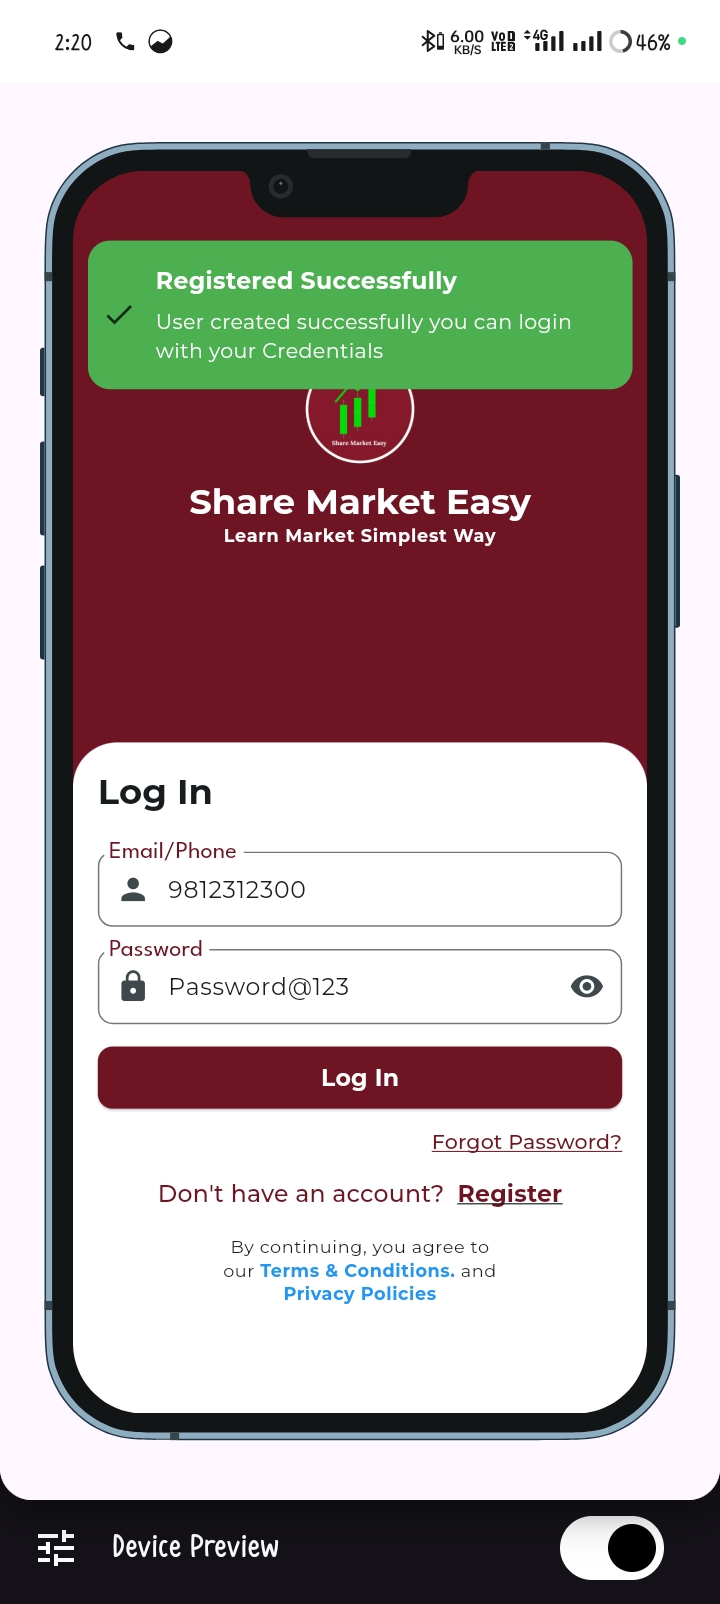 2:20
6.00
KB/S
Vo
LTE 2
4G
46%
Registered Successfully
User created successfully you can login
with your Credentials
Share Market Easy
Share Market Easy
Learn Market Simplest Way
Log In
Email/Phone
9812312300
Password
Password@123
Log In
Forgot Password?
Don't have an account? Register
By continuing, you agree to
our Terms & Conditions. and
Privacy Policies
Device Preview